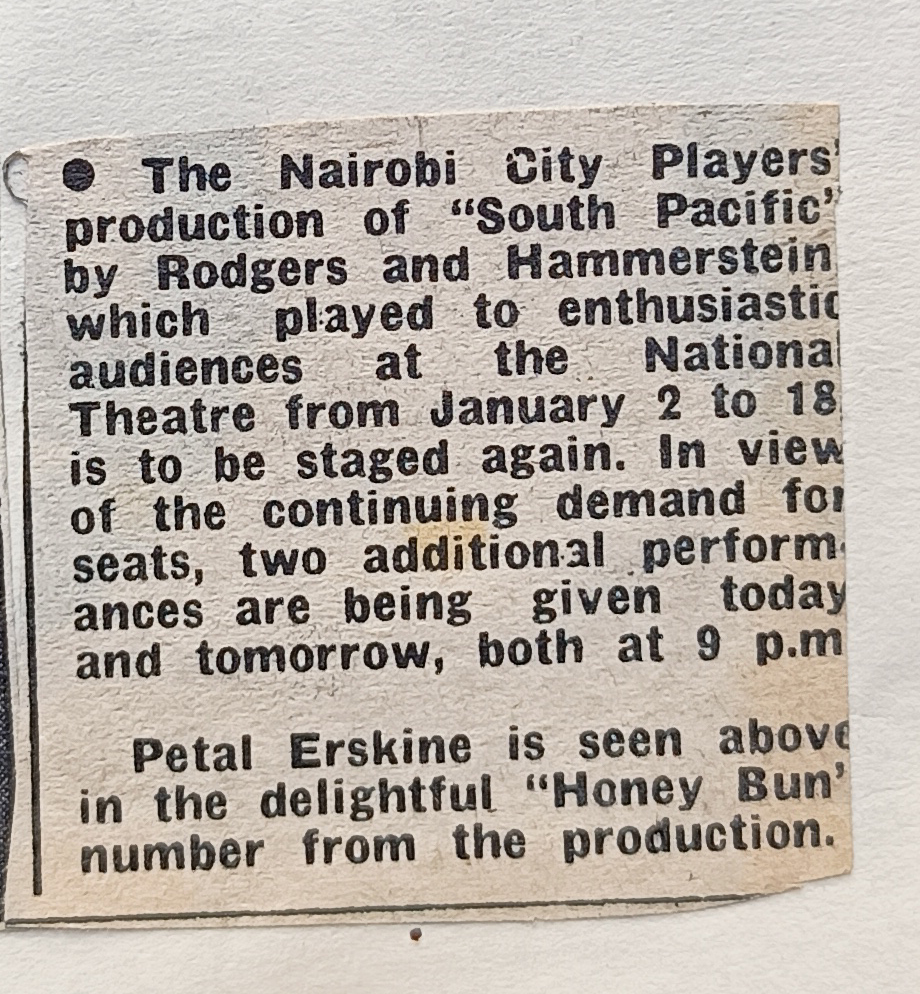 ● The Nairobi City Players'
production of “South Pacific”
by Rodgers and Hammerstein
which played to enthusiastic
audiences at the National
Theatre from January 2 to 18
is to be staged again. In view
of the continuing demand for
seats, two additional perform-
ances are being given today
and tomorrow, both at 9 p.m
Petal Erskine is seen above
in the delightful “Honey Bun’
number from the production.